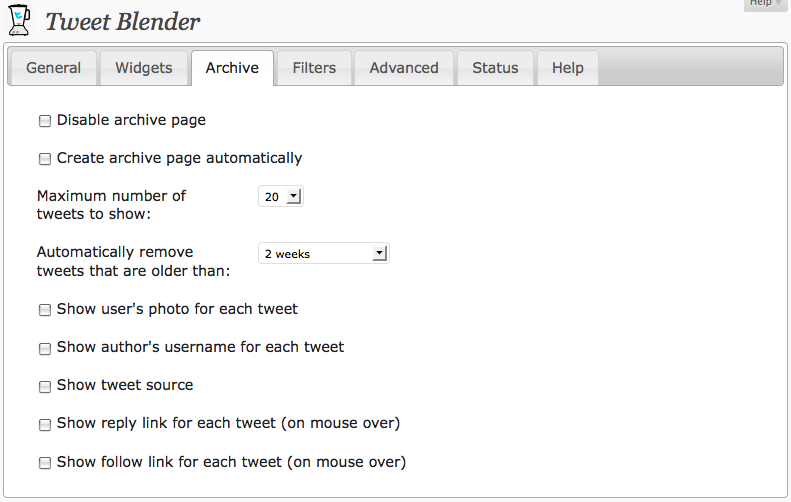 Help
Tweet Blender
General Widgets Archive Filters Advanced Status Help
Disable archive page
Create archive page automatically
Maximum number of
tweets to show:
20
Automatically remove
tweets that are older than:
2 weeks
Show user's photo for each tweet
Show author's username for each tweet
Show tweet source
Show reply link for each tweet (on mouse over)
Show follow link for each tweet (on mouse over)